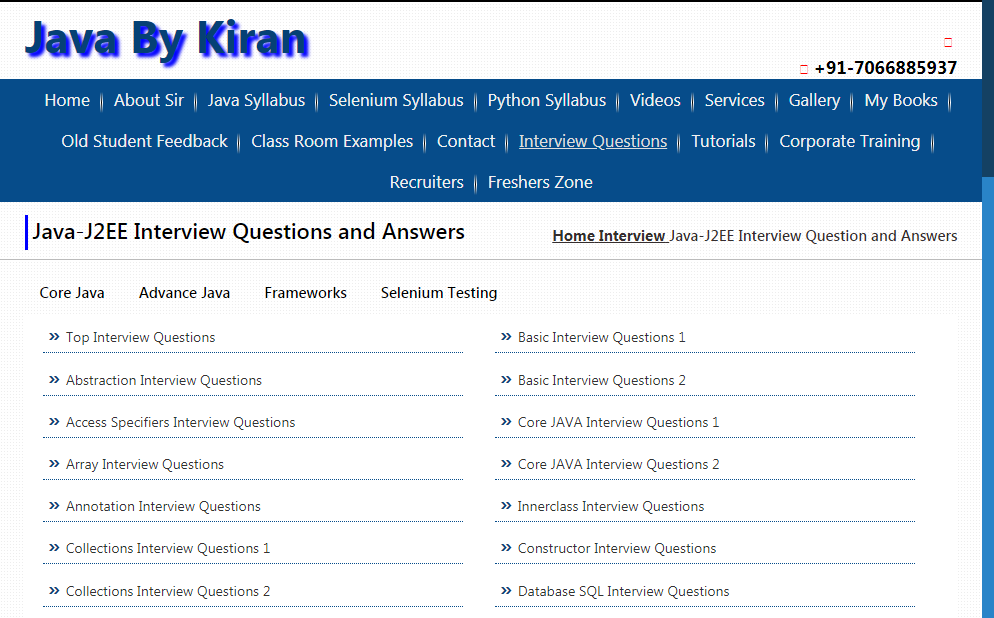 Java By Kiran
+91-7066885937
Home About Sir Java Syllabus Selenium Syllabus Python Syllabus Videos Services Gallery My Books
Old Student Feedback Class Room Examples Contact Interview Questions Tutorials Corporate Training
Recruiters Freshers Zone
Java-J2EE Interview Questions and Answers
Home Interview Java-J2EE Interview Question and Answers
Core Java Advance Java Frameworks Selenium Testing
» Top Interview Questions
» Basic Interview Questions 1
» Abstraction Interview Questions
» Basic Interview Questions 2
» Access Specifiers Interview Questions
» Core JAVA Interview Questions 1
» Array Interview Questions
» Core JAVA Interview Questions 2
» Annotation Interview Questions
» Innerclass Interview Questions
» Collections Interview Questions 1
» Constructor Interview Questions
» Collections Interview Questions 2
» Database SQL Interview Questions